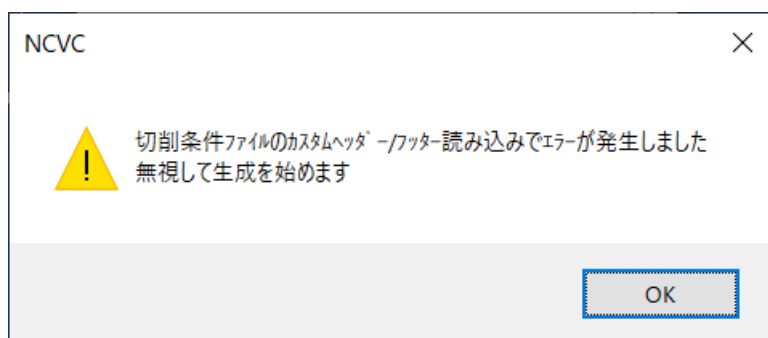 NCVC
切削条件ﾌｧｲﾙのｶｽﾀﾑﾍｯﾀﾞｰ/ﾌｯﾀｰ読み込みでｴﾗｰが発生しました
無視して生成を始めます
OK